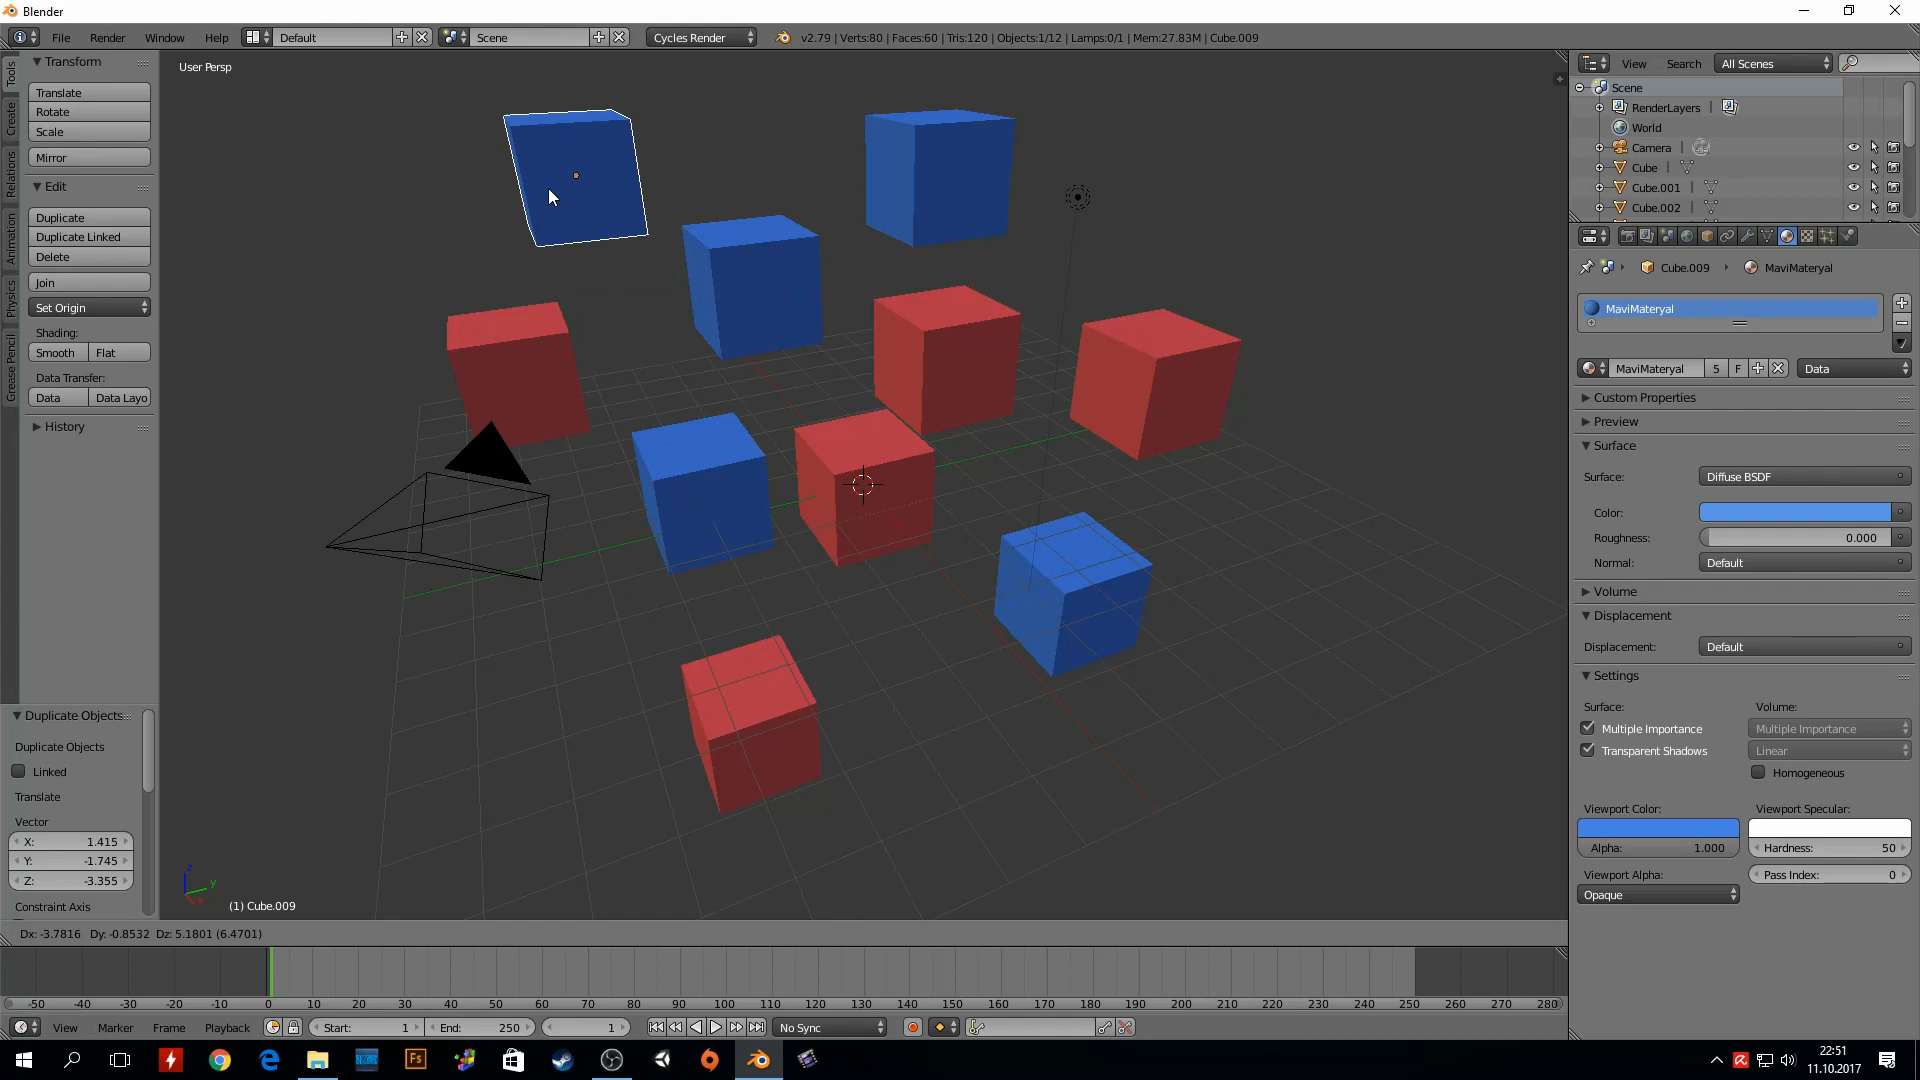 Blender
File Render Window Help Default Scene Cycles Render v2.79 | Verts:80 | Faces:60 | Tris:120 | Objects:1/12 | Lamps:0/1 | Mem:27.83M | Cube.009
Tools
Create
Relations
Animation
Physics
Grease Pencil
Transform
Translate
Rotate
Scale
Mirror
Edit
Duplicate
Duplicate Linked
Delete
Join
Set Origin
Shading:
Smooth Flat
Data Transfer:
Data Data Layo
History
Duplicate Objects
Duplicate Objects
Linked
Translate
Vector
X: 1.415
Y: -1.745
Z: -3.355
Constraint Axis
User Persp
z
y
(1) Cube.009
Dx: -3.7816 Dy: -0.8532 Dz: 5.1801 (6.4701)
View Search All Scenes
Scene
RenderLayers
World
Camera
Cube
Cube.001
Cube.002
Cube.009 MaviMateryal
MaviMateryal
MaviMateryal 5 F Data
Custom Properties
Preview
Surface
Surface: Diffuse BSDF
Color:
Roughness: 0.000
Normal: Default
Volume
Displacement
Displacement: Default
Settings
Surface: Volume:
Multiple Importance Multiple Importance
Transparent Shadows Linear
Homogeneous
Viewport Color: Viewport Specular:
Alpha: 1.000 Hardness: 50
Viewport Alpha: Pass Index: 0
Opaque
-50 -40 -30 -20 -10 0 10 20 30 40 50 60 70 80 90 100 110 120 130 140 150 160 170 180 190 200 210 220 230 240 250 260 270 280
View Marker Frame Playback Start: 1 End: 250 1 No Sync
Fs
22:51
11.10.2017